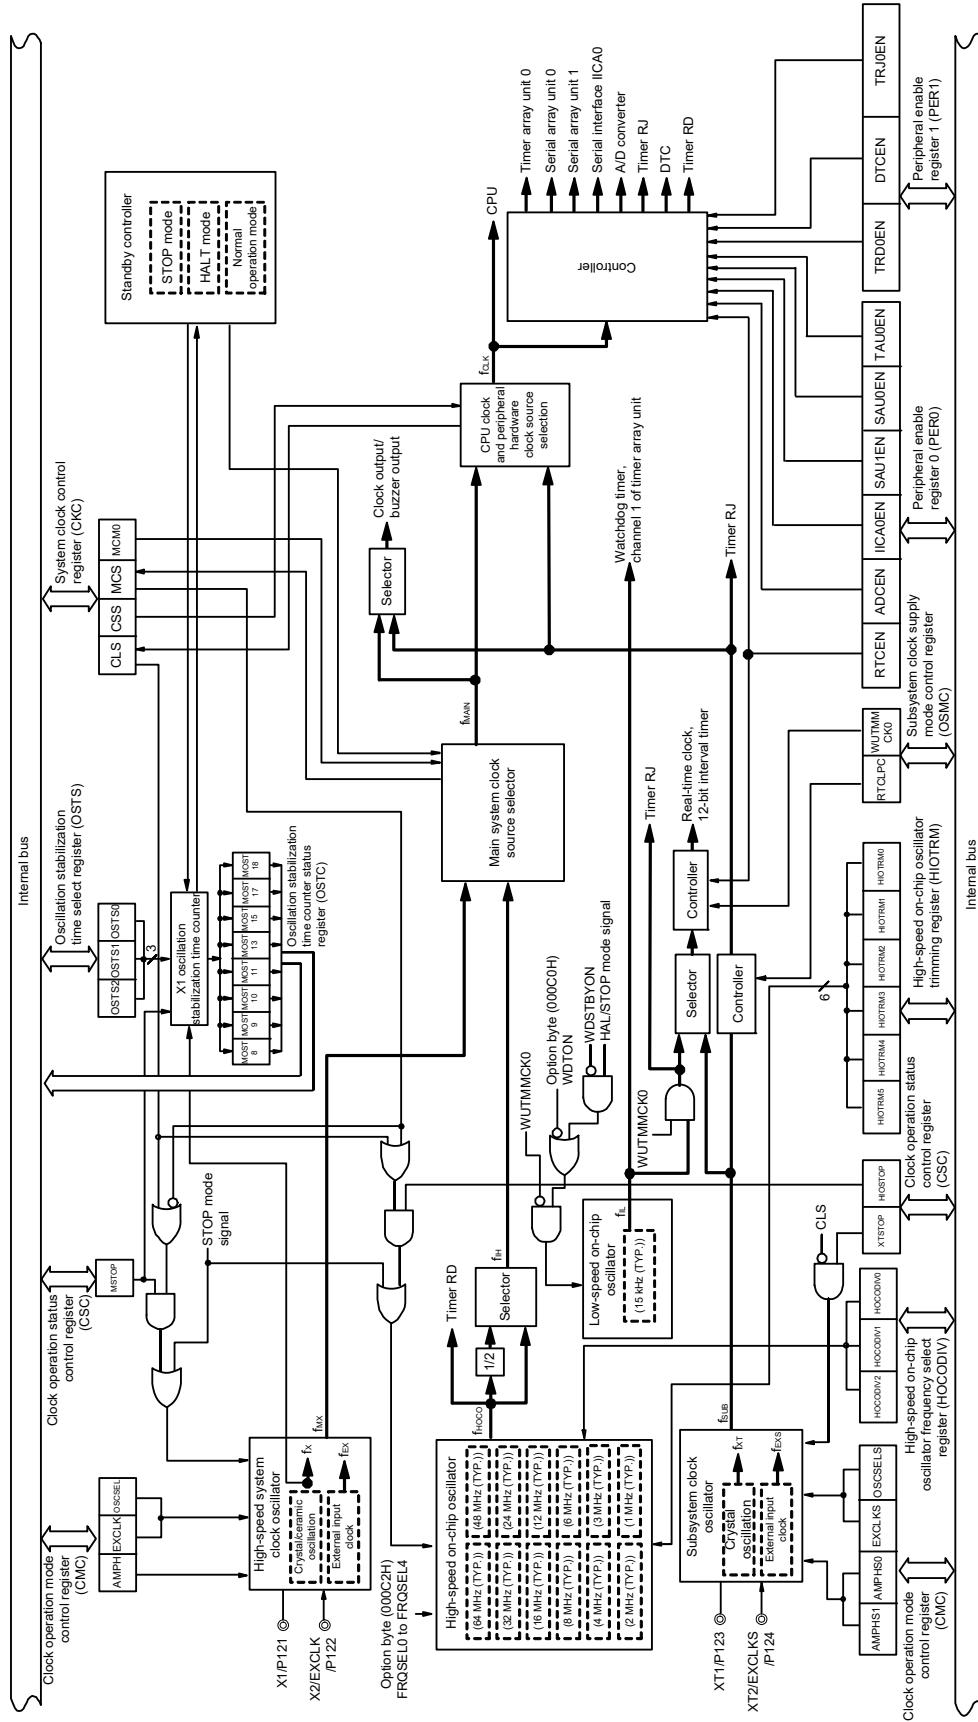 Internal bus
Clock operation mode
control register
(CMC)
AMPH
EXCLK
OSCSEL
Clock operation status
control register
(CSC)
MSTOP
Oscillation stabilization
time select register (OSTS)
OSTS2
OSTS1
OSTS0
3
System clock control
register (CKC)
CLS
CSS
MCS
MCM0
Standby controller
STOP mode
HALT mode
Normal
operation mode
X1 oscillation
stabilization time counter
MOST
8
MOST
9
MOST
10
MOST
11
MOST
13
MOST
15
MOST
17
MOST
18
Oscillation stabilization
time counter status
register (OSTC)
STOP mode
signal
High-speed system
clock oscillator
Crystal/ceramic
oscillation
External input
clock
fX
fEX
fMX
X1/P121
X2/EXCLK
/P122
Option byte (000C2H)
FRQSEL0 to FRQSEL4
High-speed on-chip oscillator
(64 MHz (TYP.))
(48 MHz (TYP.))
(32 MHz (TYP.))
(24 MHz (TYP.))
(16 MHz (TYP.))
(12 MHz (TYP.))
(8 MHz (TYP.))
(6 MHz (TYP.))
(4 MHz (TYP.))
(3 MHz (TYP.))
(2 MHz (TYP.))
(1 MHz (TYP.))
fHOCO
Timer RD
1/2
Selector
fIH
WUTMMCK0
Option byte (000C0H)
WDTON
WDSTBYON
HAL/STOP mode signal
Main system clock
source selector
fMAIN
Selector
Clock output/
buzzer output
CPU clock
and peripheral
hardware
clock source
selection
fCLK
CPU
Controller
Timer array unit 0
Serial array unit 0
Serial array unit 1
Serial interface IICA0
A/D converter
Timer RJ
DTC
Timer RD
Low-speed on-chip
oscillator
(15 kHz (TYP.))
fIL
Watchdog timer,
channel 1 of timer array unit
WUTMMCK0
Timer RJ
Selector
Controller
Real-time clock,
12-bit interval timer
Controller
Timer RJ
Subsystem clock
oscillator
Crystal
oscillation
External input
clock
fXT
fEXS
fSUB
XT1/P123
XT2/EXCLKS
/P124
CLS
6
AMPHS1
AMPHS0
EXCLKS
OSCSELS
HOCODIV2
HOCODIV1
HOCODIV0
XTSTOP
HIOSTOP
HIOTRM5
HIOTRM4
HIOTRM3
HIOTRM2
HIOTRM1
HIOTRM0
RTCLPC
WUTMM
CK0
RTCEN
ADCEN
IICA0EN
SAU1EN
SAU0EN
TAU0EN
TRD0EN
DTCEN
TRJ0EN
Clock operation mode
control register
(CMC)
High-speed on-chip
oscillator frequency select
register (HOCODIV)
Clock operation status
control register
(CSC)
High-speed on-chip oscillator
trimming register (HIOTRM)
Subsystem clock supply
mode control register
(OSMC)
Peripheral enable
register 0 (PER0)
Peripheral enable
register 1 (PER1)
Internal bus